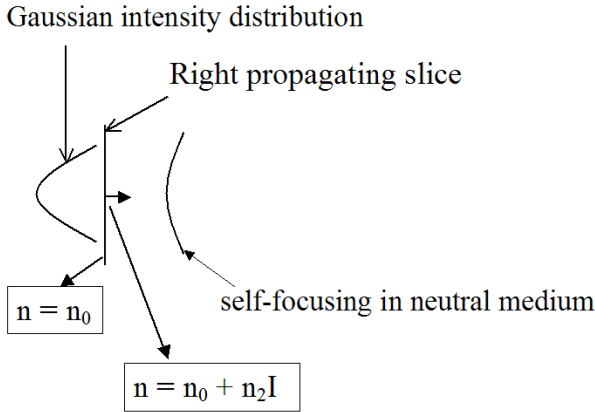 Gaussian intensity distribution
Right propagating slice
n = n₀
self-focusing in neutral medium
n = n₀ + n₂I